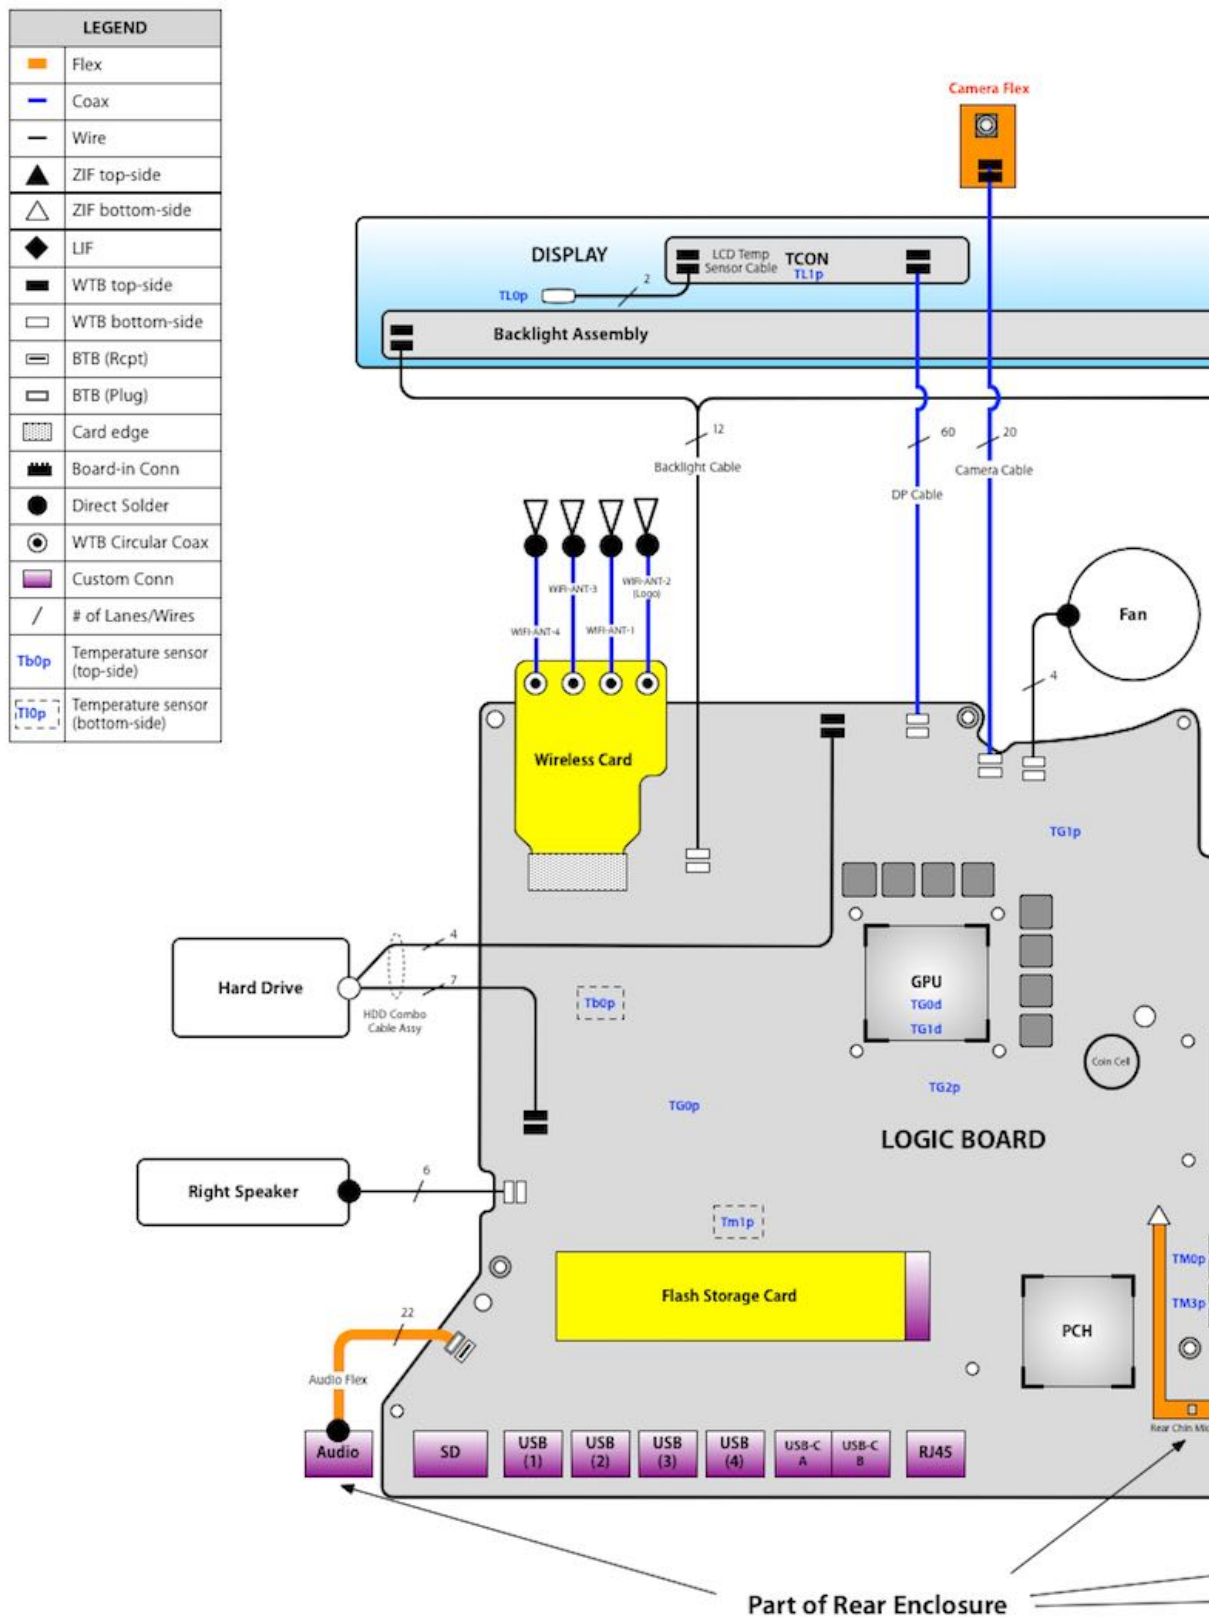 LEGEND
Flex
Coax
Wire
ZIF top-side
ZIF bottom-side
LIF
WTB top-side
WTB bottom-side
BTB (Rcpt)
BTB (Plug)
Card edge
Board-in Conn
Direct Solder
WTB Circular Coax
Custom Conn
/ # of Lanes/Wires
Tb0p Temperature sensor
(top-side)
Tl0p Temperature sensor
(bottom-side)
Camera Flex
DISPLAY
LCD Temp
Sensor Cable
TCON
TL1p
TL0p
2
Backlight Assembly
12
Backlight Cable
60
DP Cable
20
Camera Cable
WIFI-ANT-4
WIFI-ANT-3
WIFI-ANT-1
WIFI-ANT-2
(Logo)
Fan
4
Wireless Card
TG1p
Hard Drive
4
7
HDD Combo
Cable Assy
Tb0p
GPU
TG0d
TG1d
Coin Cell
TG2p
TG0p
LOGIC BOARD
Right Speaker
6
Tm1p
Flash Storage Card
TM0p
TM3p
PCH
22
Audio Flex
Rear Chin Mic
Audio
SD
USB
(1)
USB
(2)
USB
(3)
USB
(4)
USB-C
A
USB-C
B
RJ45
Part of Rear Enclosure